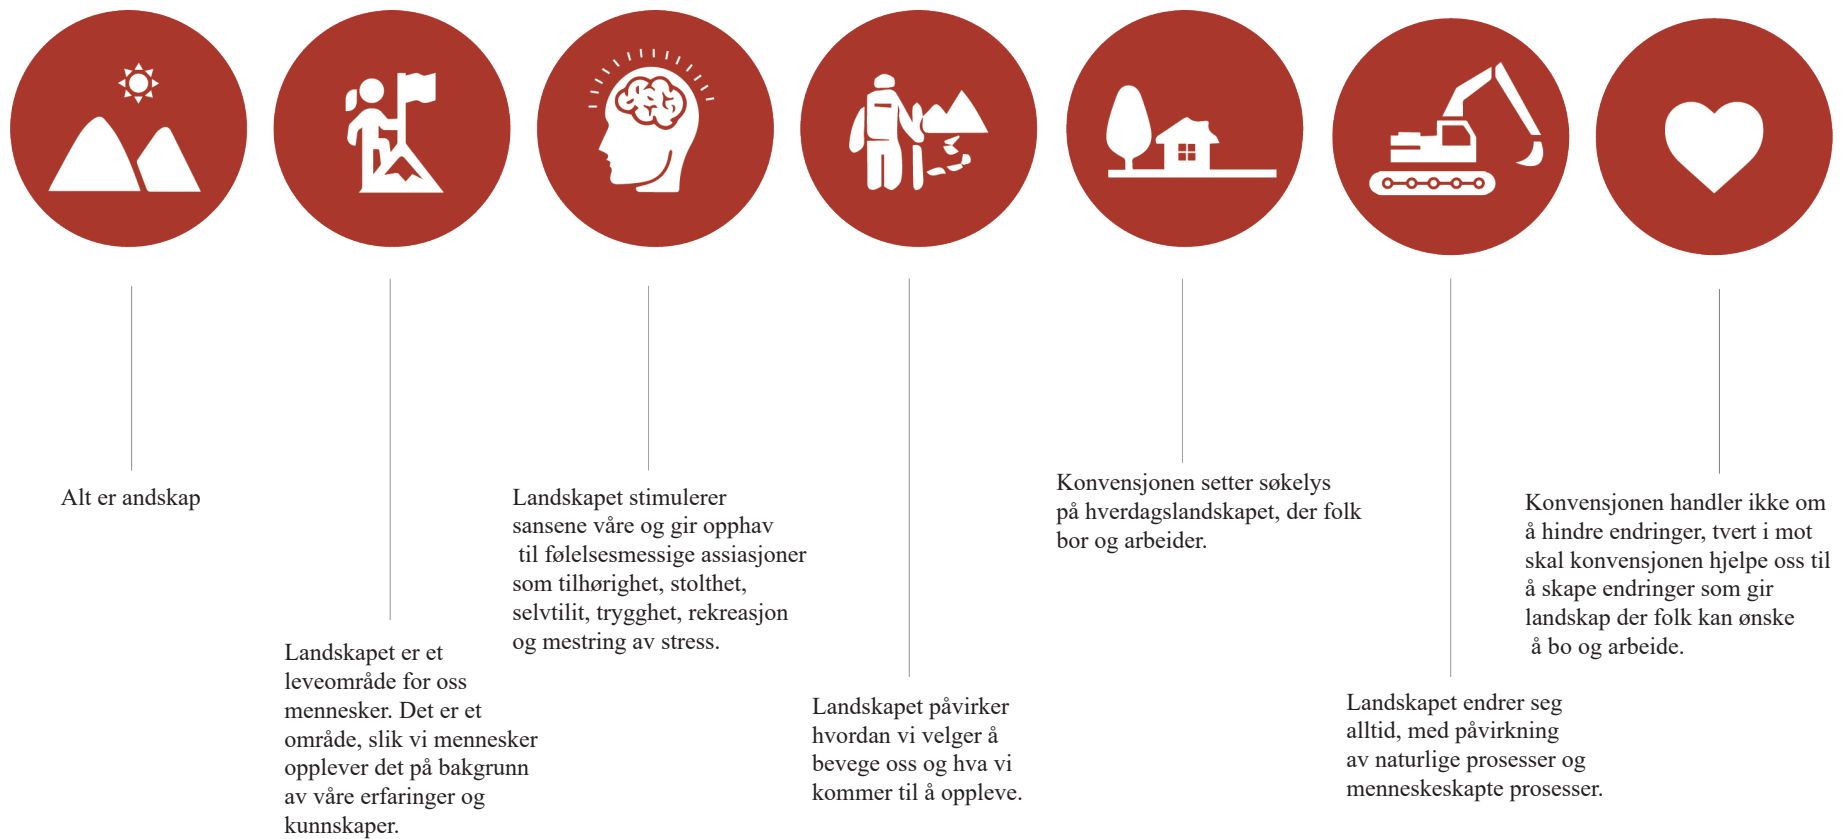 Alt er andskap
Landskapet er et
leveområde for oss
mennesker. Det er et
område, slik vi mennesker
opplever det på bakgrunn
av våre erfaringer og
kunnskaper.
Landskapet stimulerer
sansene våre og gir opphav
til følelsesmessige assiasjoner
som tilhørighet, stolthet,
selvtilit, trygghet, rekreasjon
og mestring av stress.
Landskapet påvirker
hvordan vi velger å
bevege oss og hva vi
kommer til å oppleve.
Konvensjonen setter søkelys
på hverdagslandskapet, der folk
bor og arbeider.
Landskapet endrer seg
alltid, med påvirkning
av naturlige prosesser og
menneskeskapte prosesser.
Konvensjonen handler ikke om
å hindre endringer, tvert i mot
skal konvensjonen hjelpe oss til
å skape endringer som gir
landskap der folk kan ønske
å bo og arbeide.